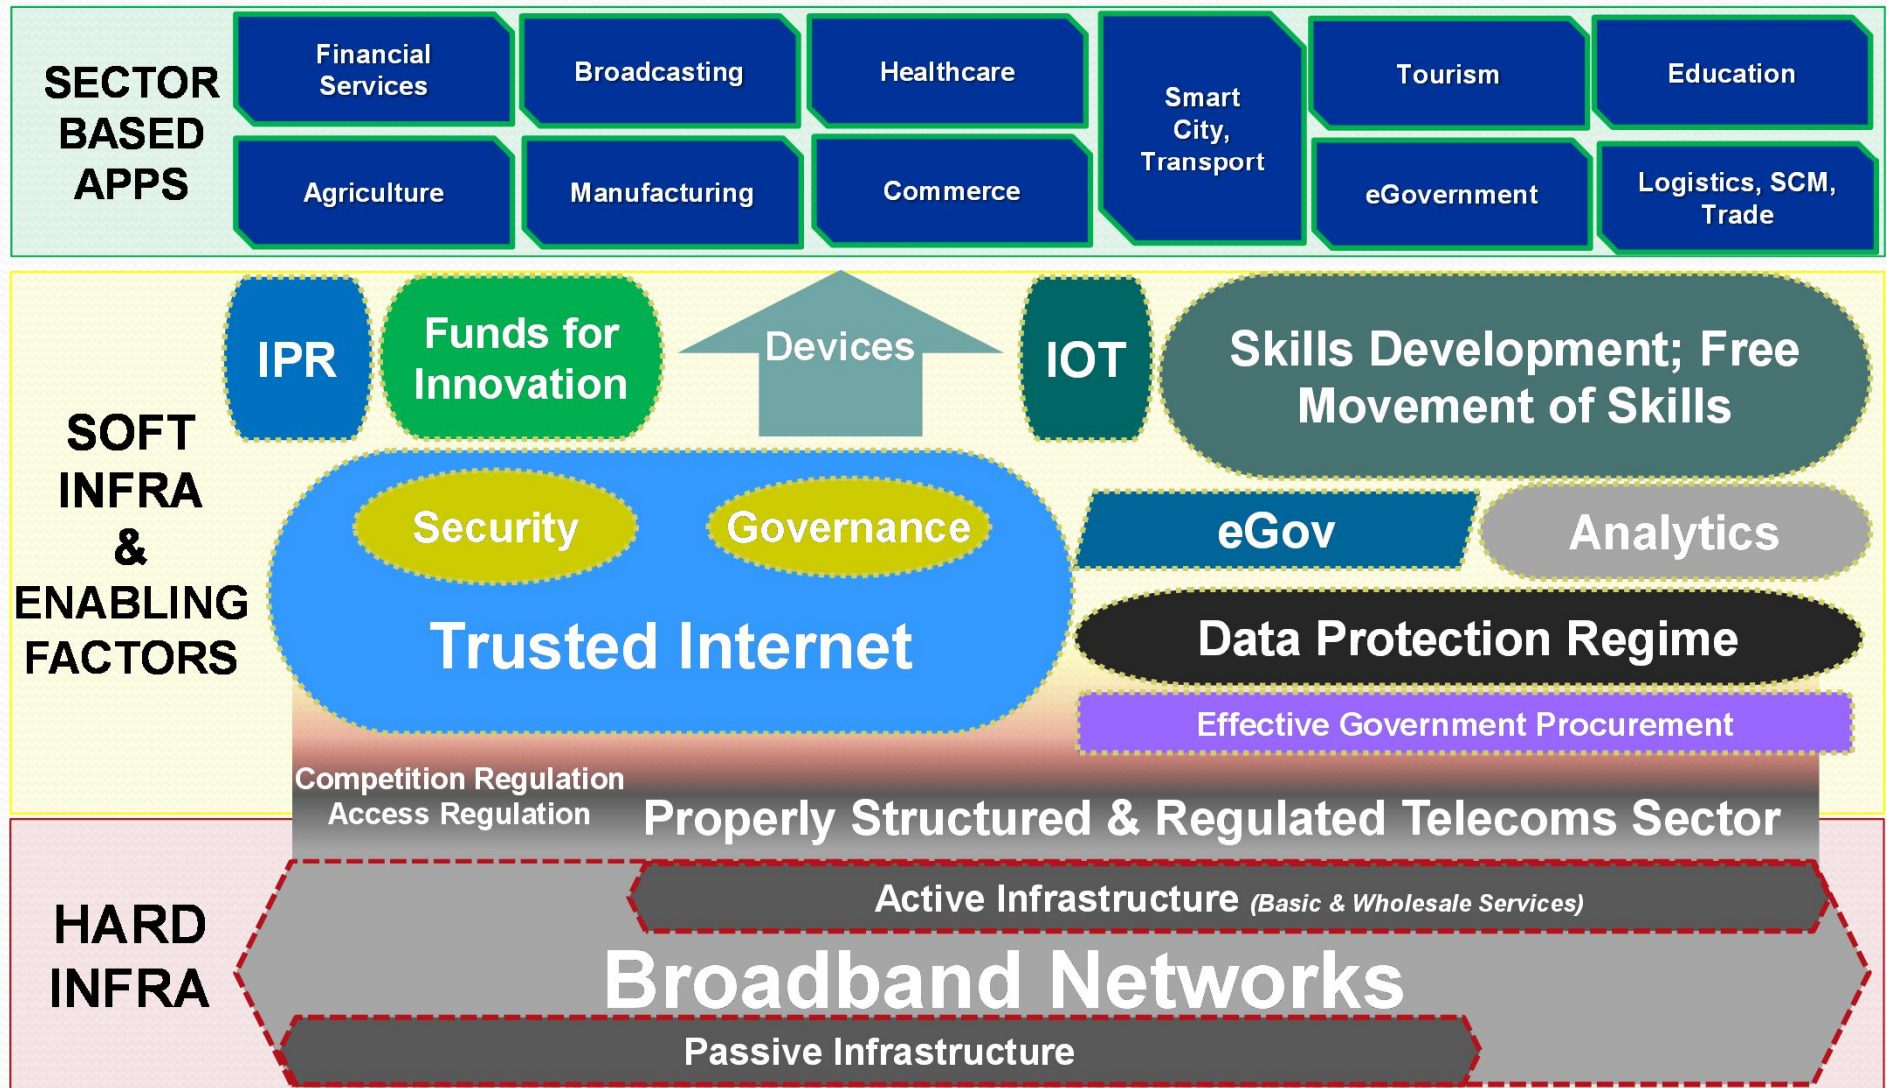 SECTOR
BASED
APPS
Financial
Services
Broadcasting
Healthcare
Smart
City,
Transport
Tourism
Education
Agriculture
Manufacturing
Commerce
eGovernment
Logistics, SCM,
Trade
SOFT
INFRA
&
ENABLING
FACTORS
IPR
Funds for
Innovation
Devices
IOT
Skills Development; Free
Movement of Skills
Security
Governance
Trusted Internet
eGov
Analytics
Data Protection Regime
Effective Government Procurement
Competition Regulation
Access Regulation
Properly Structured & Regulated Telecoms Sector
HARD
INFRA
Active Infrastructure (Basic & Wholesale Services)
Broadband Networks
Passive Infrastructure